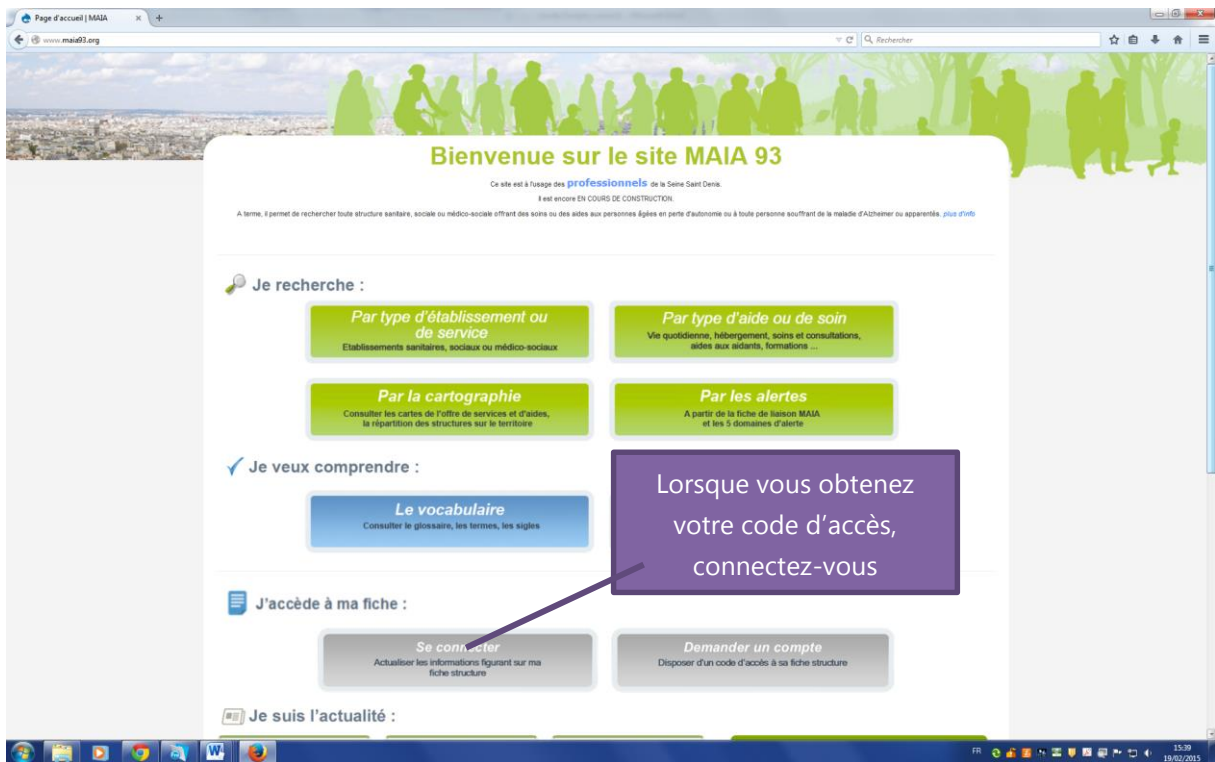 Page d'accueil | MAIA
www.maia93.org
Rechercher
Bienvenue sur le site MAIA 93
Ce site est à l'usage des professionnels de la Seine Saint Denis.
Il est encore EN COURS DE CONSTRUCTION.
A terme, il permet de rechercher toute structure sanitaire, sociale ou médico-sociale offrant des soins ou des aides aux personnes âgées en perte d'autonomie ou à toute personne souffrant de la maladie d'Alzheimer ou apparentés. plus d'info
Je recherche :
Par type d'établissement ou
de service
Etablissements sanitaires, sociaux ou médico-sociaux
Par type d'aide ou de soin
Vie quotidienne, hébergement, soins et consultations,
aides aux aidants, formations ...
Par la cartographie
Consulter les cartes de l'offre de services et d'aides,
la répartition des structures sur le territoire
Par les alertes
A partir de la fiche de liaison MAIA
et les 5 domaines d'alerte
Je veux comprendre :
Le vocabulaire
Consulter le glossaire, les termes, les sigles
Lorsque vous obtenez
votre code d'accès,
connectez-vous
J'accède à ma fiche :
Se connecter
Actualiser les informations figurant sur ma
fiche structure
Demander un compte
Disposer d'un code d'accès à sa fiche structure
Je suis l'actualité :
FR
15:39
19/02/2015